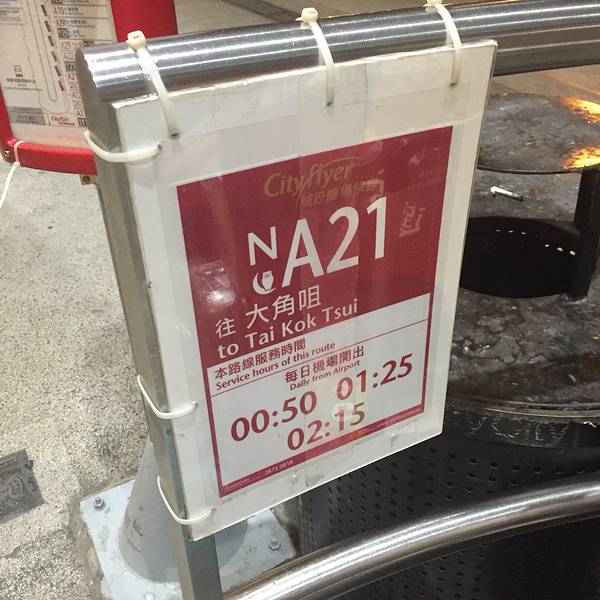 Cityflyer
城巴機場快線
NA21
往 大角咀
to Tai Kok Tsui
本路線服務時間
Service hours of this route
每日機場開出
Daily from Airport
00:50 01:25
02:15
2873 0818